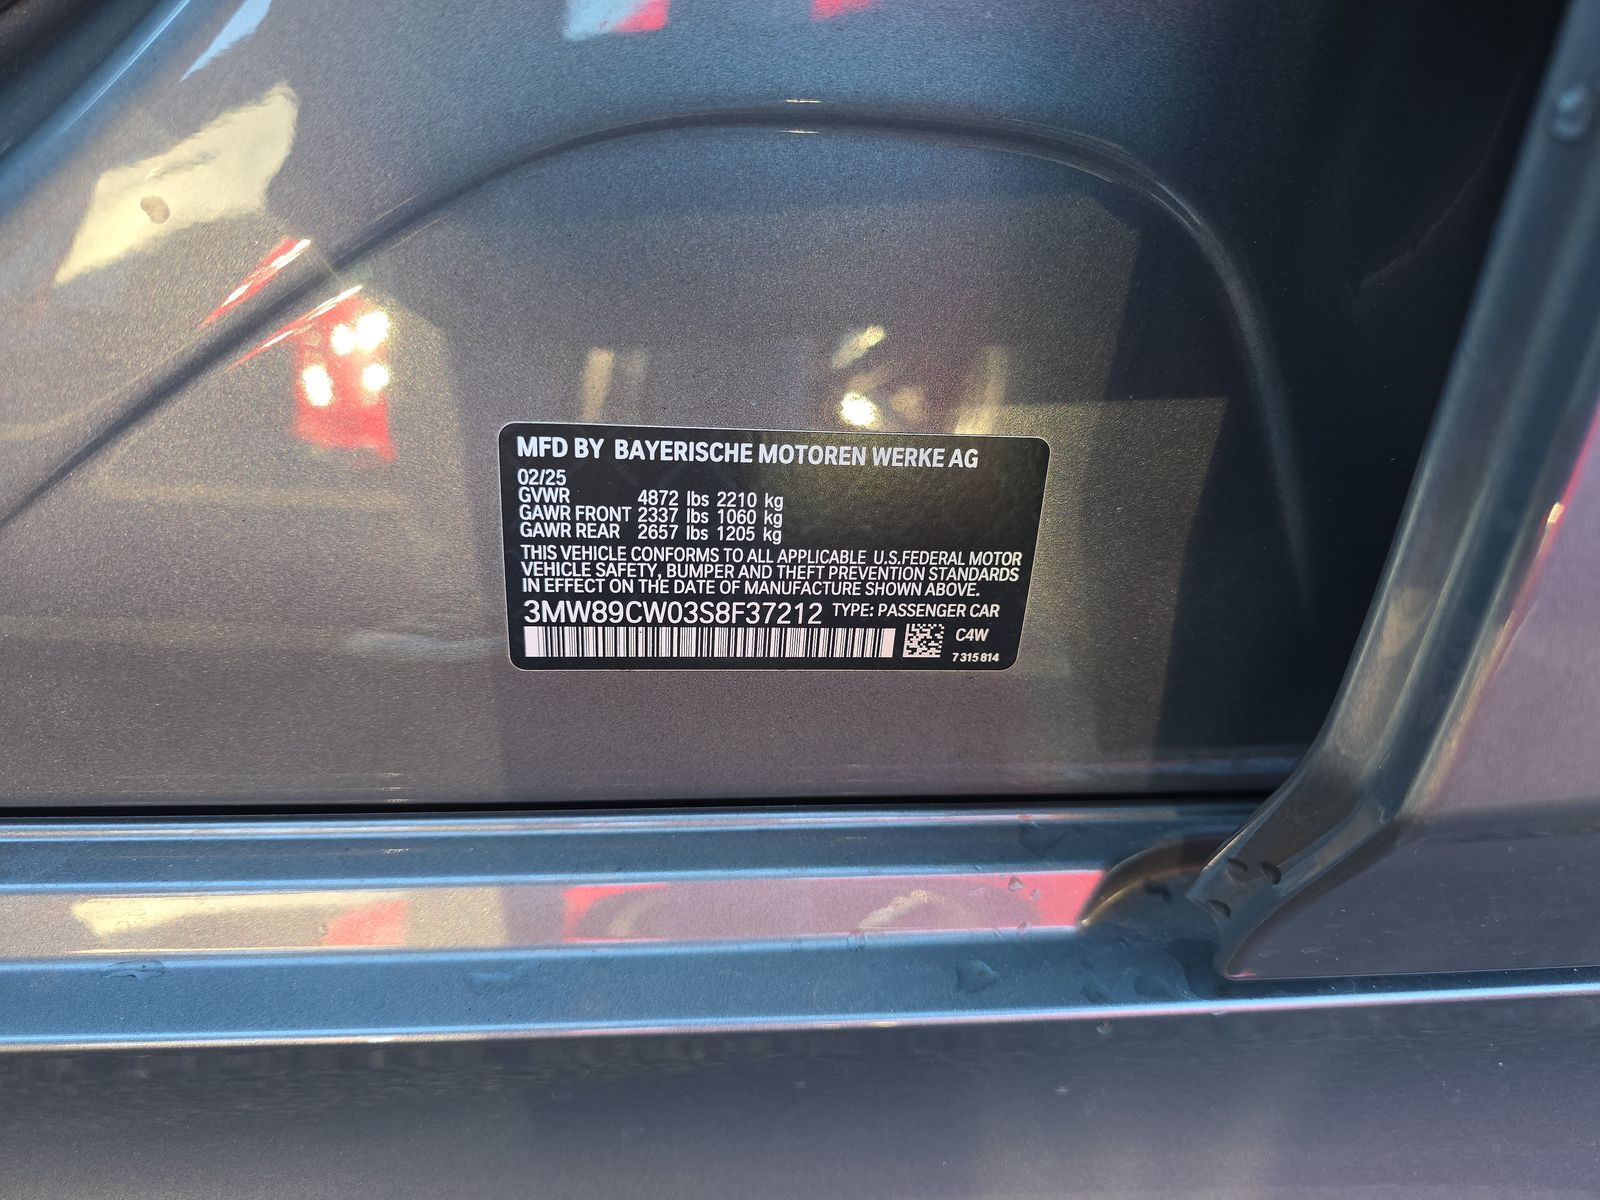 MFD BY BAYERISCHE MOTOREN WERKE AG
02/25
GVWR 4872 lbs 2210 kg
GAWR FRONT 2337 lbs 1060 kg
GAWR REAR 2657 lbs 1205 kg
THIS VEHICLE CONFORMS TO ALL APPLICABLE U.S.FEDERAL MOTOR
VEHICLE SAFETY, BUMPER AND THEFT PREVENTION STANDARDS
IN EFFECT ON THE DATE OF MANUFACTURE SHOWN ABOVE.
3MW89CW03S8F37212 TYPE: PASSENGER CAR
C4W
7 315 814